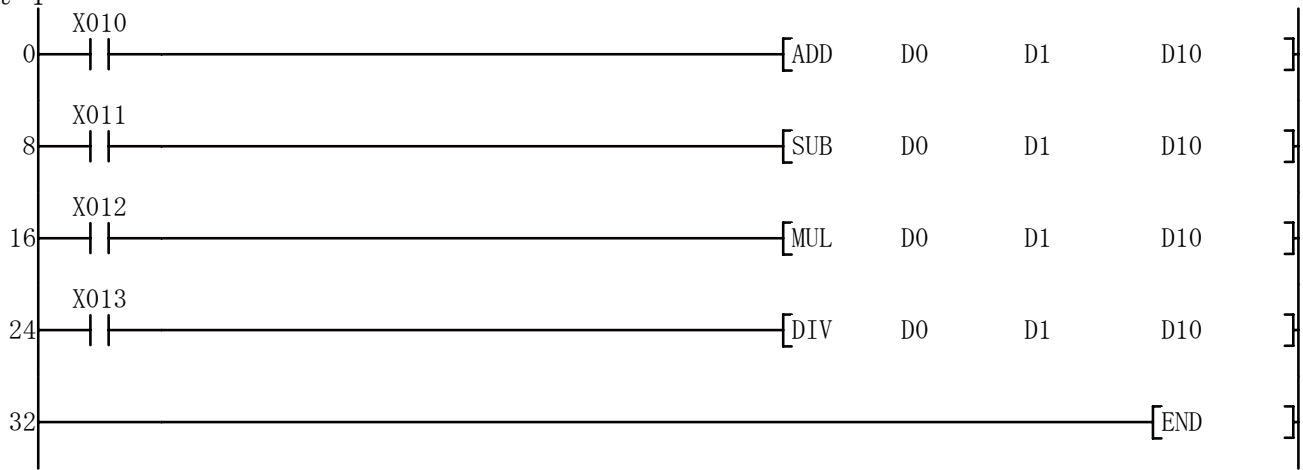 X010
0 [ADD D0 D1 D10 ]
X011
8 [SUB D0 D1 D10 ]
X012
16 [MUL D0 D1 D10 ]
X013
24 [DIV D0 D1 D10 ]
32 [END ]